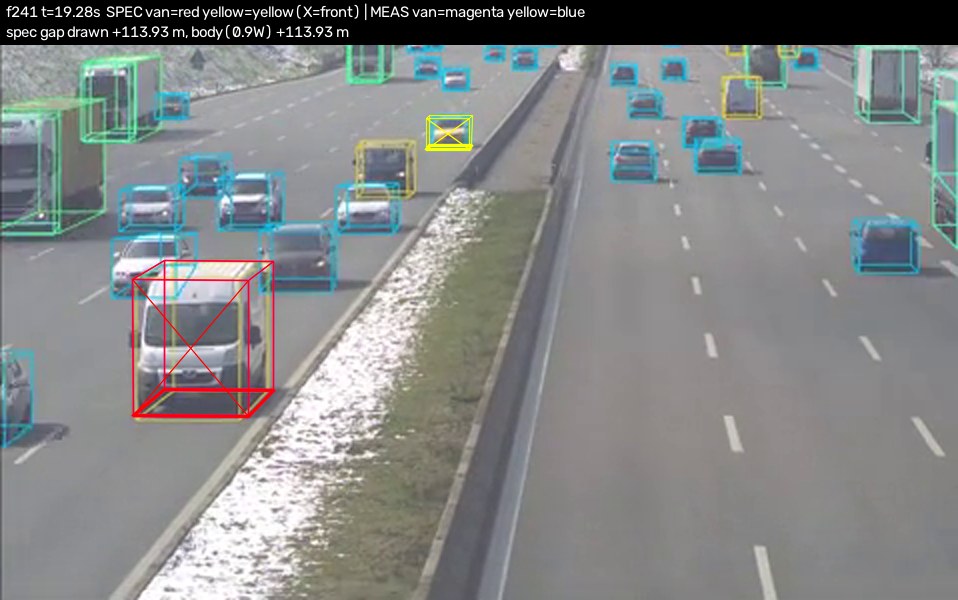 f241 t=19.28s SPEC van=red yellow=yellow(X=front) | MEAS van=magenta yellow=blue
spec gap drawn +113.93 m, body(0.9W) +113.93 m